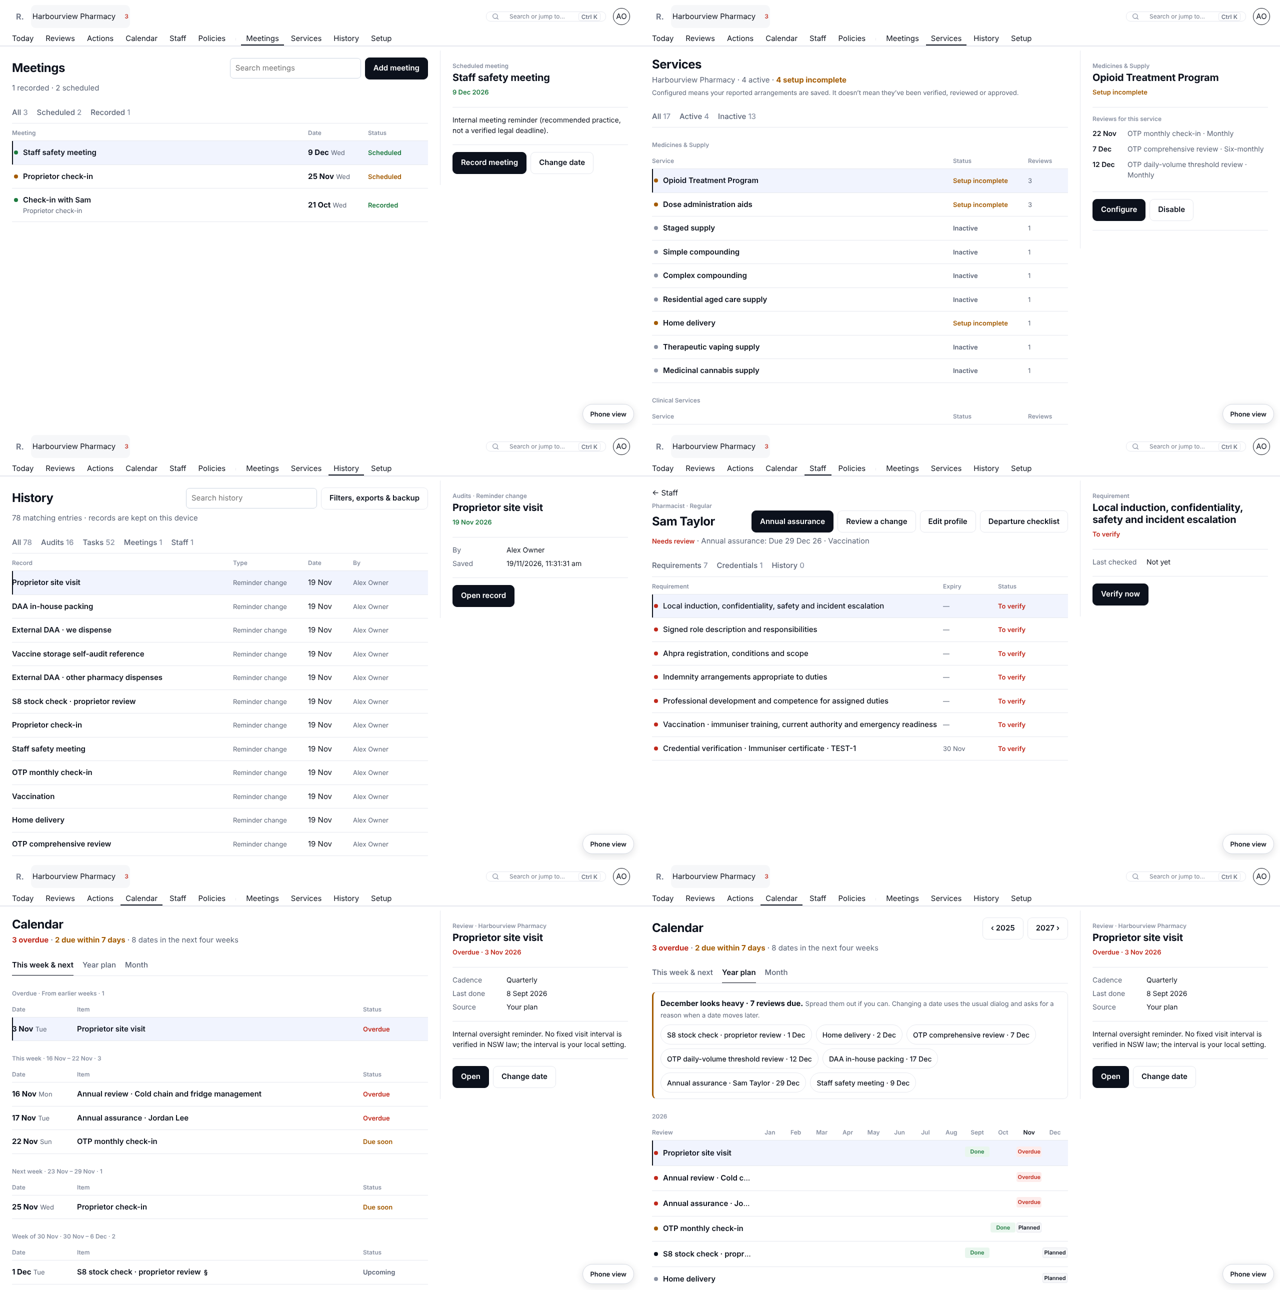 R. Harbourview Pharmacy 3 Search or jump to... Ctrl K AO
Today Reviews Actions Calendar Staff Policies Meetings Services History Setup
Meetings Search meetings Add meeting
1 recorded · 2 scheduled
All 3 Scheduled 2 Recorded 1
Meeting Date Status
Staff safety meeting 9 Dec Wed Scheduled
Proprietor check-in 25 Nov Wed Scheduled
Check-in with Sam 21 Oct Wed Recorded
Proprietor check-in
Scheduled meeting
Staff safety meeting
9 Dec 2026
Internal meeting reminder (recommended practice,
not a verified legal deadline).
Record meeting Change date
Phone view
R. Harbourview Pharmacy 3 Search or jump to... Ctrl K AO
Today Reviews Actions Calendar Staff Policies Meetings Services History Setup
Services
Harbourview Pharmacy · 4 active · 4 setup incomplete
Configured means your reported arrangements are saved. It doesn't mean they've been verified, reviewed or approved.
All 17 Active 4 Inactive 13
Medicines & Supply
Service Status Reviews
Opioid Treatment Program Setup incomplete 3
Dose administration aids Setup incomplete 3
Staged supply Inactive 1
Simple compounding Inactive 1
Complex compounding Inactive 1
Residential aged care supply Inactive 1
Home delivery Setup incomplete 1
Therapeutic vaping supply Inactive 1
Medicinal cannabis supply Inactive 1
Clinical Services
Service Status Reviews
Medicines & Supply
Opioid Treatment Program
Setup incomplete
Reviews for this service
22 Nov OTP monthly check-in · Monthly
7 Dec OTP comprehensive review · Six-monthly
12 Dec OTP daily-volume threshold review ·
Monthly
Configure Disable
Phone view
R. Harbourview Pharmacy 3 Search or jump to... Ctrl K AO
Today Reviews Actions Calendar Staff Policies Meetings Services History Setup
History Search history Filters, exports & backup
78 matching entries · records are kept on this device
All 78 Audits 16 Tasks 52 Meetings 1 Staff 1
Record Type Date By
Proprietor site visit Reminder change 19 Nov Alex Owner
DAA in-house packing Reminder change 19 Nov Alex Owner
External DAA · we dispense Reminder change 19 Nov Alex Owner
Vaccine storage self-audit reference Reminder change 19 Nov Alex Owner
External DAA · other pharmacy dispenses Reminder change 19 Nov Alex Owner
S8 stock check · proprietor review Reminder change 19 Nov Alex Owner
Proprietor check-in Reminder change 19 Nov Alex Owner
Staff safety meeting Reminder change 19 Nov Alex Owner
OTP monthly check-in Reminder change 19 Nov Alex Owner
Vaccination Reminder change 19 Nov Alex Owner
Home delivery Reminder change 19 Nov Alex Owner
OTP comprehensive review Reminder change 19 Nov Alex Owner
Audits · Reminder change
Proprietor site visit
19 Nov 2026
By Alex Owner
Saved 19/11/2026, 11:31:31 am
Open record
Phone view
R. Harbourview Pharmacy 3 Search or jump to... Ctrl K AO
Today Reviews Actions Calendar Staff Policies Meetings Services History Setup
← Staff
Pharmacist · Regular
Sam Taylor Annual assurance Review a change Edit profile Departure checklist
Needs review · Annual assurance: Due 29 Dec 26 · Vaccination
Requirements 7 Credentials 1 History 0
Requirement Expiry Status
Local induction, confidentiality, safety and incident escalation — To verify
Signed role description and responsibilities — To verify
Ahpra registration, conditions and scope — To verify
Indemnity arrangements appropriate to duties — To verify
Professional development and competence for assigned duties — To verify
Vaccination · immuniser training, current authority and emergency readiness — To verify
Credential verification · Immuniser certificate · TEST-1 30 Nov To verify
Requirement
Local induction, confidentiality,
safety and incident escalation
To verify
Last checked Not yet
Verify now
Phone view
R. Harbourview Pharmacy 3 Search or jump to... Ctrl K AO
Today Reviews Actions Calendar Staff Policies Meetings Services History Setup
Calendar
3 overdue · 2 due within 7 days · 8 dates in the next four weeks
This week & next Year plan Month
Overdue · From earlier weeks · 1
Date Item Status
3 Nov Tue Proprietor site visit Overdue
This week · 16 Nov – 22 Nov · 3
Date Item Status
16 Nov Mon Annual review · Cold chain and fridge management Overdue
17 Nov Tue Annual assurance · Jordan Lee Overdue
22 Nov Sun OTP monthly check-in Due soon
Next week · 23 Nov – 29 Nov · 1
Date Item Status
25 Nov Wed Proprietor check-in Due soon
Week of 30 Nov · 30 Nov – 6 Dec · 2
Date Item Status
1 Dec Tue S8 stock check · proprietor review § Upcoming
Review · Harbourview Pharmacy
Proprietor site visit
Overdue · 3 Nov 2026
Cadence Quarterly
Last done 8 Sept 2026
Source Your plan
Internal oversight reminder. No fixed visit interval is
verified in NSW law; the interval is your local setting.
Open Change date
Phone view
R. Harbourview Pharmacy 3 Search or jump to... Ctrl K AO
Today Reviews Actions Calendar Staff Policies Meetings Services History Setup
Calendar ‹ 2025 2027 ›
3 overdue · 2 due within 7 days · 8 dates in the next four weeks
This week & next Year plan Month
December looks heavy · 7 reviews due. Spread them out if you can. Changing a date uses the usual dialog and asks for a
reason when a date moves later.
S8 stock check · proprietor review · 1 Dec Home delivery · 2 Dec OTP comprehensive review · 7 Dec
OTP daily-volume threshold review · 12 Dec DAA in-house packing · 17 Dec
Annual assurance · Sam Taylor · 29 Dec Staff safety meeting · 9 Dec
2026
Review Jan Feb Mar Apr May Jun Jul Aug Sept Oct Nov Dec
Proprietor site visit Done Overdue
Annual review · Cold c... Overdue
Annual assurance · Jo... Overdue
OTP monthly check-in Done Planned
S8 stock check · propr... Done Planned
Home delivery Planned
Review · Harbourview Pharmacy
Proprietor site visit
Overdue · 3 Nov 2026
Cadence Quarterly
Last done 8 Sept 2026
Source Your plan
Internal oversight reminder. No fixed visit interval is
verified in NSW law; the interval is your local setting.
Open Change date
Phone view